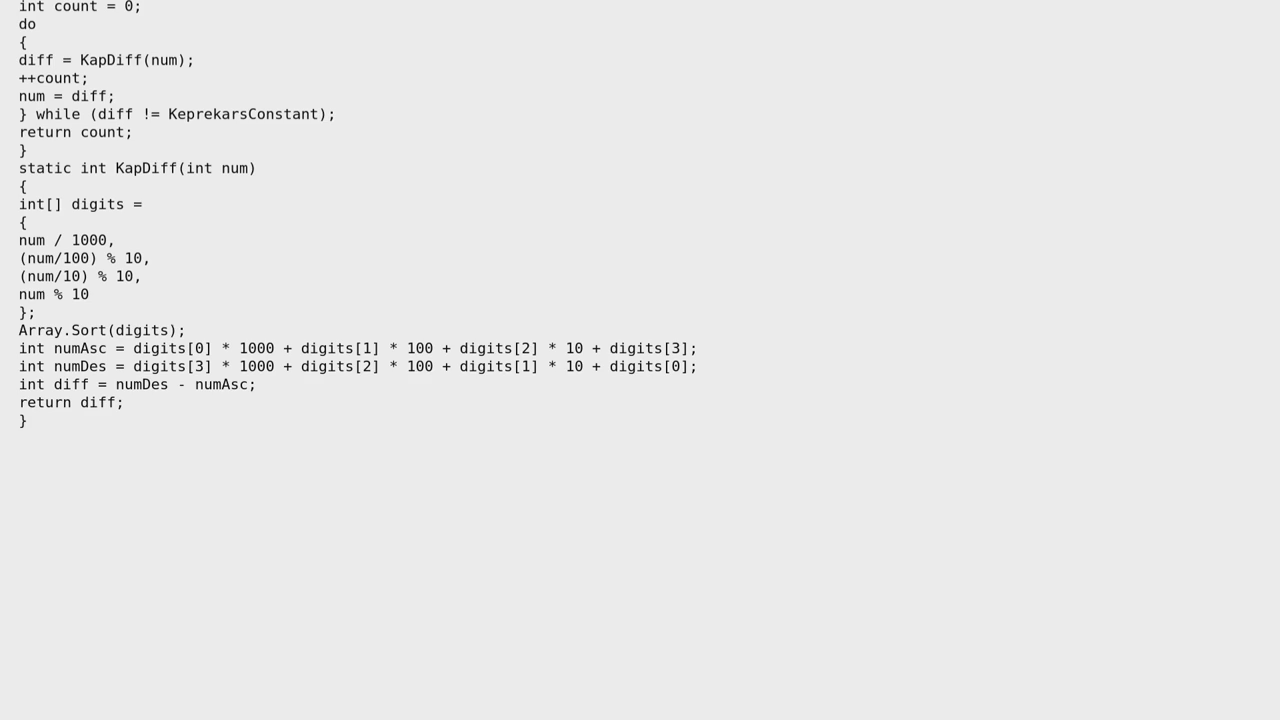 int count = 0;
do
{
diff = KapDiff(num);
++count;
num = diff;
} while (diff != KeprekarsConstant);
return count;
}
static int KapDiff(int num)
{
int[] digits =
{
num / 1000,
(num/100) % 10,
(num/10) % 10,
num % 10
};
Array.Sort(digits);
int numAsc = digits[0] * 1000 + digits[1] * 100 + digits[2] * 10 + digits[3];
int numDes = digits[3] * 1000 + digits[2] * 100 + digits[1] * 10 + digits[0];
int diff = numDes - numAsc;
return diff;
}